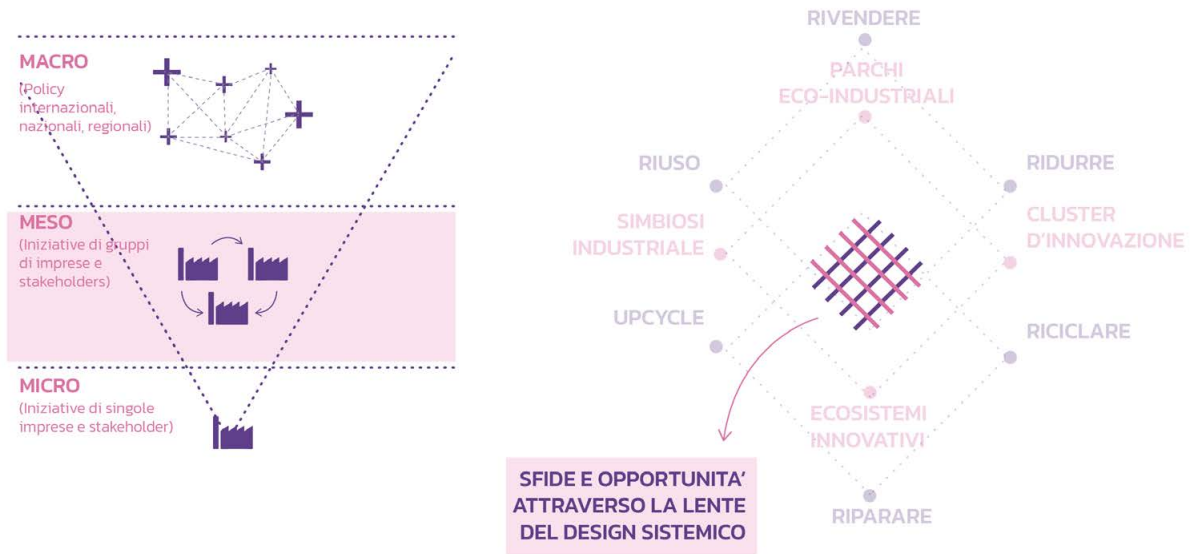 MACRO
(Policy
internazionali,
nazionali, regionali)
MESO
(Iniziative di gruppi
di imprese e
stakeholders)
MICRO
(Iniziative di singole
imprese e stakeholder)
RIVENDERE
PARCHI
ECO-INDUSTRIALI
RIUSO
RIDURRE
SIMBIOSI
INDUSTRIALE
CLUSTER
D'INNOVAZIONE
UPCYCLE
RICICLARE
ECOSISTEMI
INNOVATIVI
SFIDE E OPPORTUNITA'
ATTRAVERSO LA LENTE
DEL DESIGN SISTEMICO
RIPARARE